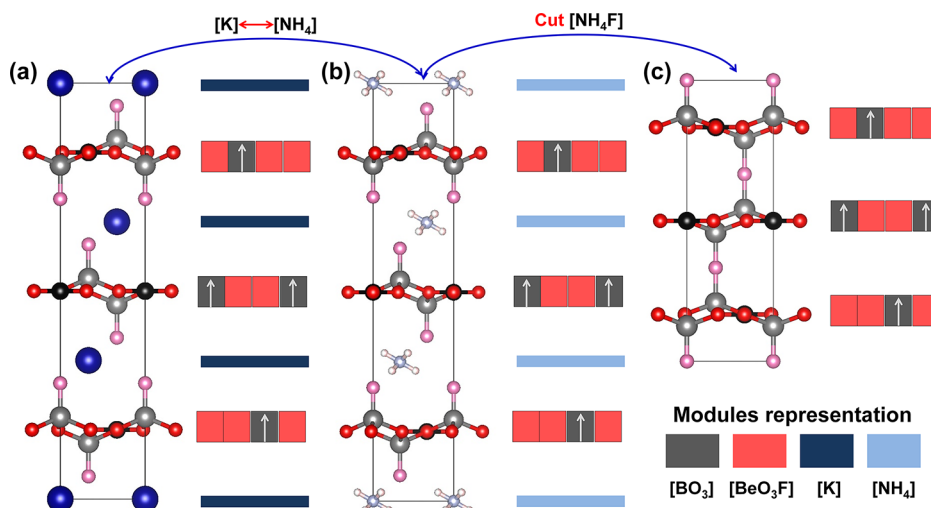 [K]↔[NH₄]
Cut [NH₄F]
(a)
(b)
(c)
Modules representation
[BO₃] [BeO₃F] [K] [NH₄]